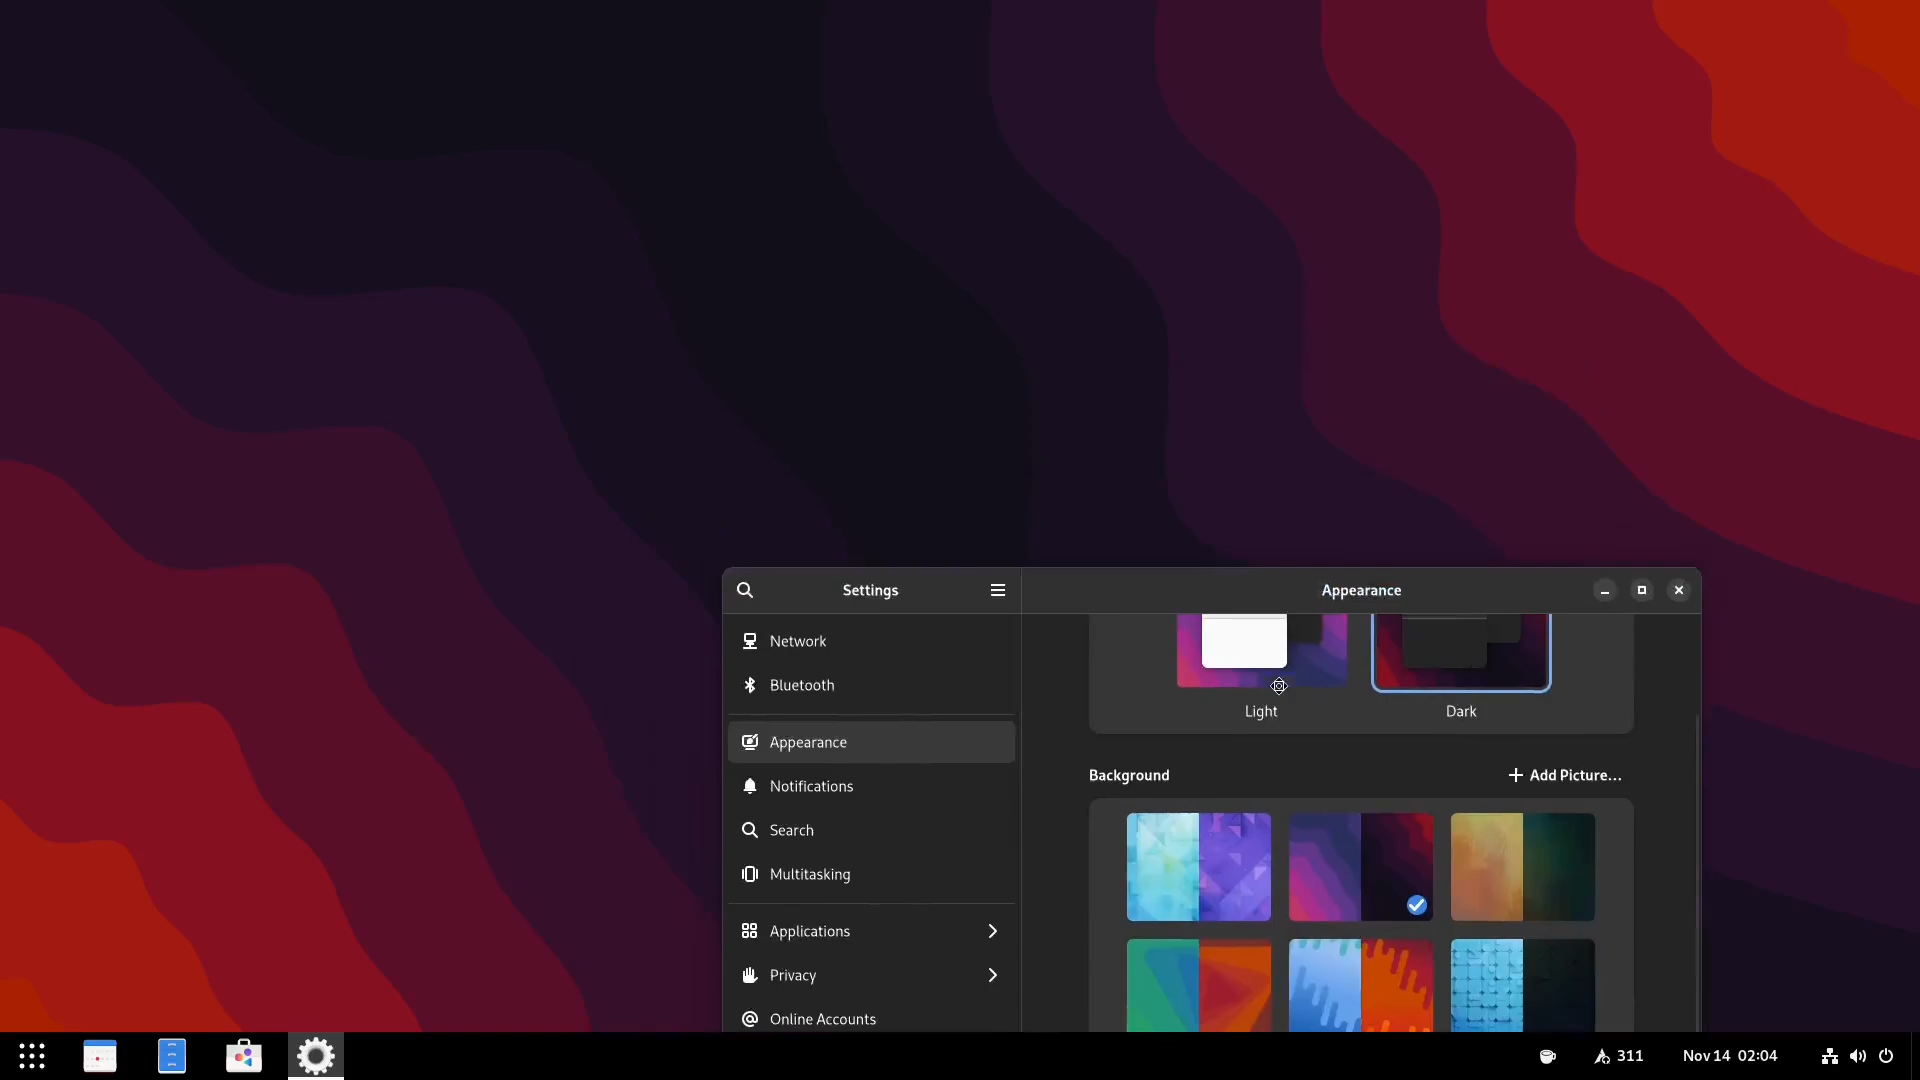 Settings
Appearance
Network
Bluetooth
Appearance
Notifications
Search
Multitasking
Applications
Privacy
Online Accounts
Light
Dark
Background
Add Picture...
311
Nov 14 02:04